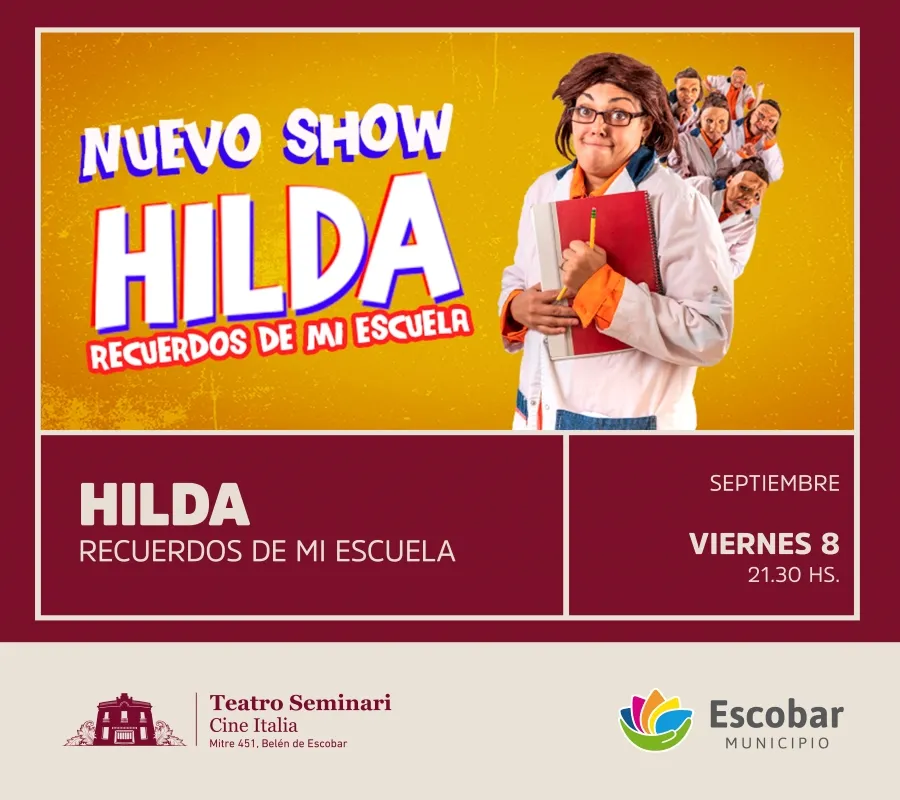 NUEVO SHOW
HILDA
RECUERDOS DE MI ESCUELA
HILDA
RECUERDOS DE MI ESCUELA
SEPTIEMBRE
VIERNES 8
21.30 HS.
Teatro Seminari
Cine Italia
Mitre 451, Belén de Escobar
Escobar
MUNICIPIO